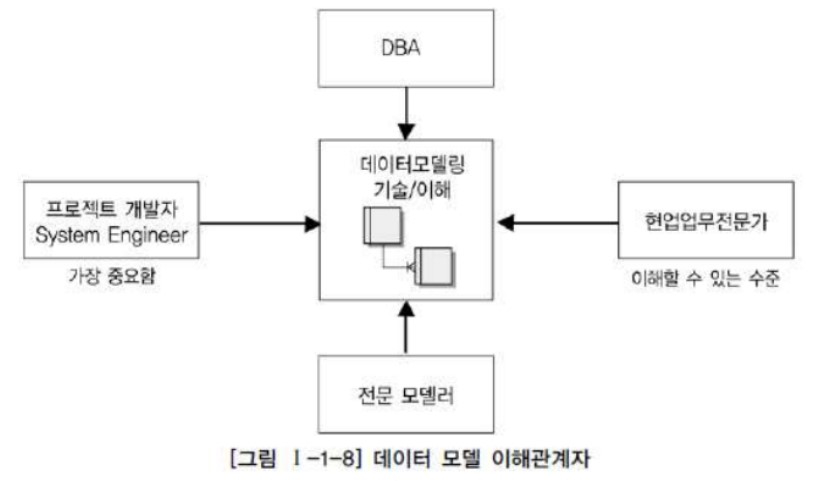 DBA
데이터모델링
기술/이해
프로젝트 개발자
System Engineer
가장 중요함
현업업무전문가
이해할 수 있는 수준
전문 모델러
[그림 Ⅰ-1-8] 데이터 모델 이해관계자